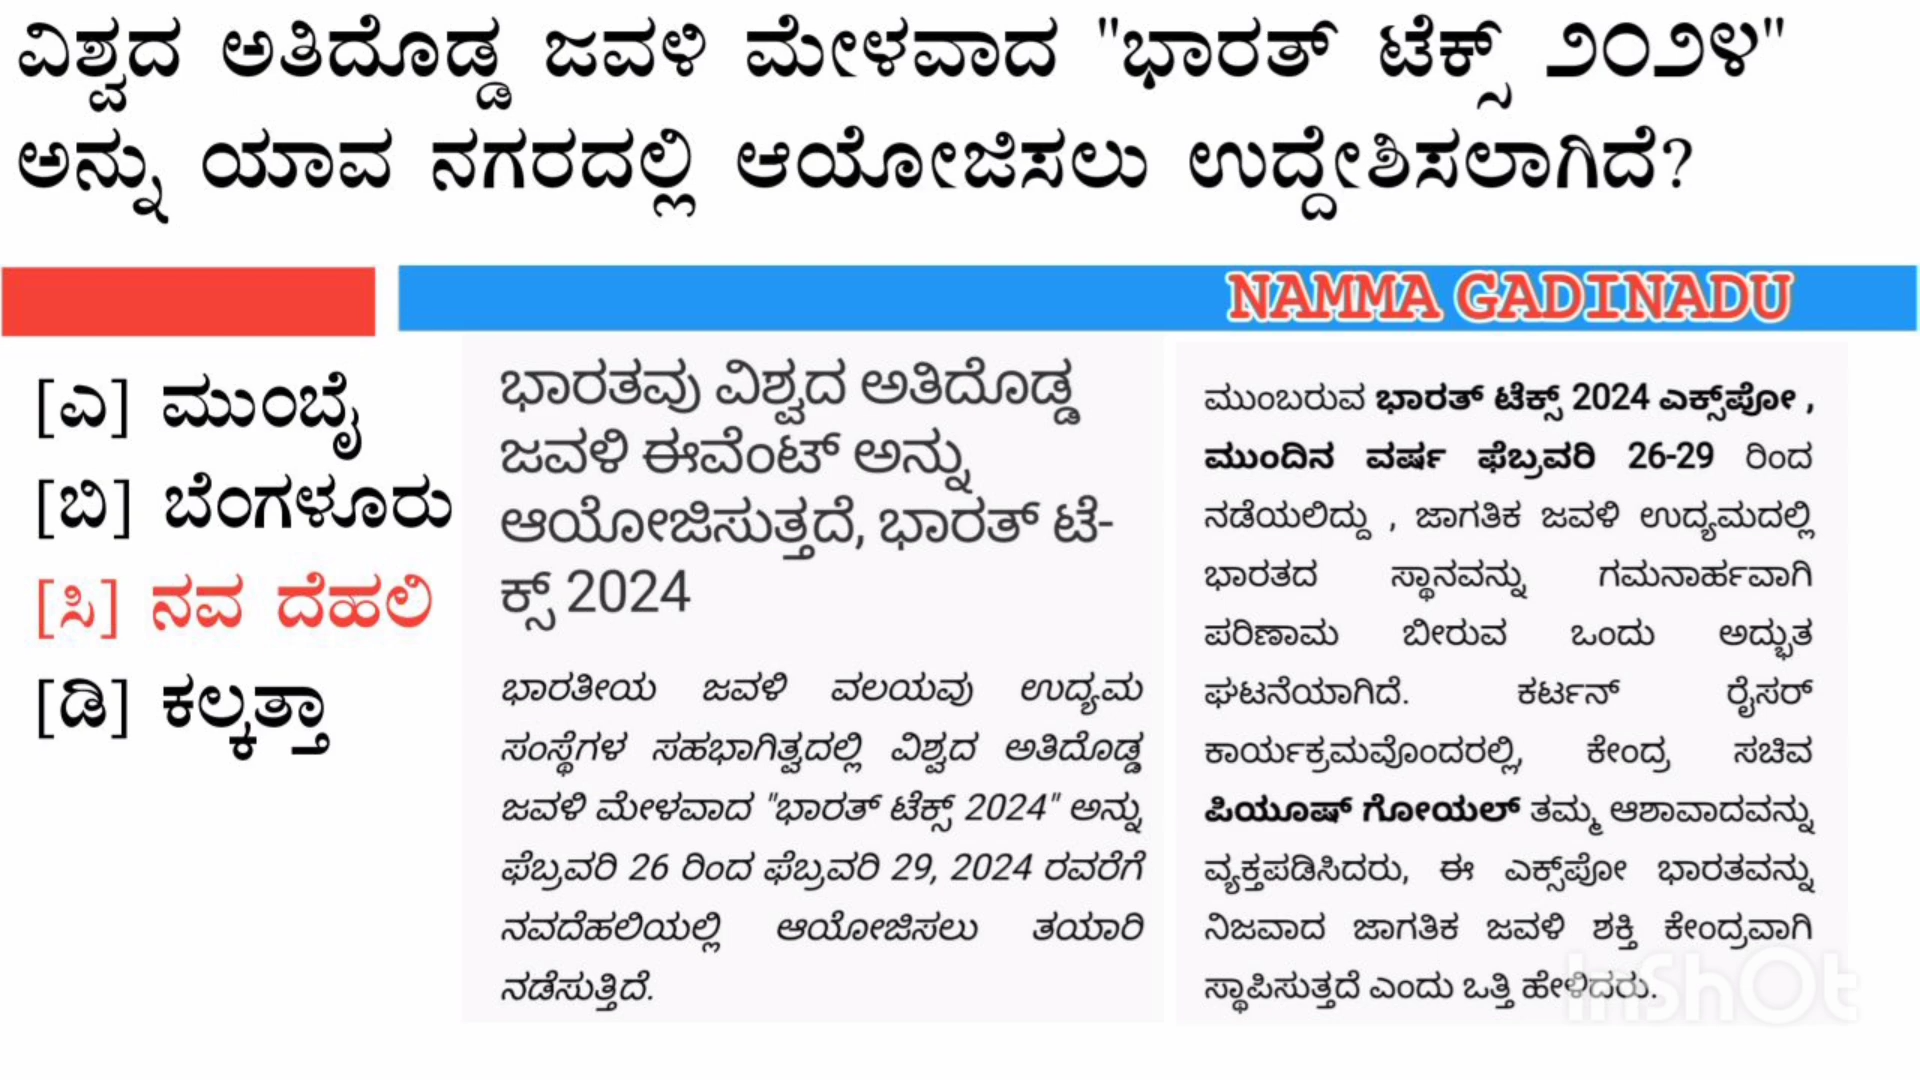 ವಿಶ್ವದ ಅತಿದೊಡ್ಡ ಜವಳಿ ಮೇಳವಾದ "ಭಾರತ್ ಟೆಕ್ಸ್ ೨೦೨೪"
ಅನ್ನು ಯಾವ ನಗರದಲ್ಲಿ ಆಯೋಜಿಸಲು ಉದ್ದೇಶಿಸಲಾಗಿದೆ?
NAMMA GADINADU
[ಎ] ಮುಂಬೈ
[ಬಿ] ಬೆಂಗಳೂರು
[ಸಿ] ನವ ದೆಹಲಿ
[ಡಿ] ಕಲ್ಕತ್ತಾ
ಭಾರತವು ವಿಶ್ವದ ಅತಿದೊಡ್ಡ
ಜವಳಿ ಈವೆಂಟ್ ಅನ್ನು
ಆಯೋಜಿಸುತ್ತದೆ, ಭಾರತ್ ಟೆ-
ಕ್ಸ್ 2024
ಭಾರತೀಯ ಜವಳಿ ವಲಯವು ಉದ್ಯಮ
ಸಂಸ್ಥೆಗಳ ಸಹಭಾಗಿತ್ವದಲ್ಲಿ ವಿಶ್ವದ ಅತಿದೊಡ್ಡ
ಜವಳಿ ಮೇಳವಾದ "ಭಾರತ್ ಟೆಕ್ಸ್ 2024" ಅನ್ನು
ಫೆಬ್ರವರಿ 26 ರಿಂದ ಫೆಬ್ರವರಿ 29, 2024 ರವರೆಗೆ
ನವದೆಹಲಿಯಲ್ಲಿ ಆಯೋಜಿಸಲು ತಯಾರಿ
ನಡೆಸುತ್ತಿದೆ.
ಮುಂಬರುವ ಭಾರತ್ ಟೆಕ್ಸ್ 2024 ಎಕ್ಸ್‌ಪೋ ,
ಮುಂದಿನ ವರ್ಷ ಫೆಬ್ರವರಿ 26-29 ರಿಂದ
ನಡೆಯಲಿದ್ದು , ಜಾಗತಿಕ ಜವಳಿ ಉದ್ಯಮದಲ್ಲಿ
ಭಾರತದ ಸ್ಥಾನವನ್ನು ಗಮನಾರ್ಹವಾಗಿ
ಪರಿಣಾಮ ಬೀರುವ ಒಂದು ಅದ್ಭುತ
ಘಟನೆಯಾಗಿದೆ. ಕರ್ಟನ್ ರೈಸರ್
ಕಾರ್ಯಕ್ರಮವೊಂದರಲ್ಲಿ, ಕೇಂದ್ರ ಸಚಿವ
ಪಿಯೂಷ್ ಗೋಯಲ್ ತಮ್ಮ ಆಶಾವಾದವನ್ನು
ವ್ಯಕ್ತಪಡಿಸಿದರು, ಈ ಎಕ್ಸ್‌ಪೋ ಭಾರತವನ್ನು
ನಿಜವಾದ ಜಾಗತಿಕ ಜವಳಿ ಶಕ್ತಿ ಕೇಂದ್ರವಾಗಿ
ಸ್ಥಾಪಿಸುತ್ತದೆ ಎಂದು ಒತ್ತಿ ಹೇಳಿದರು.
InShOt